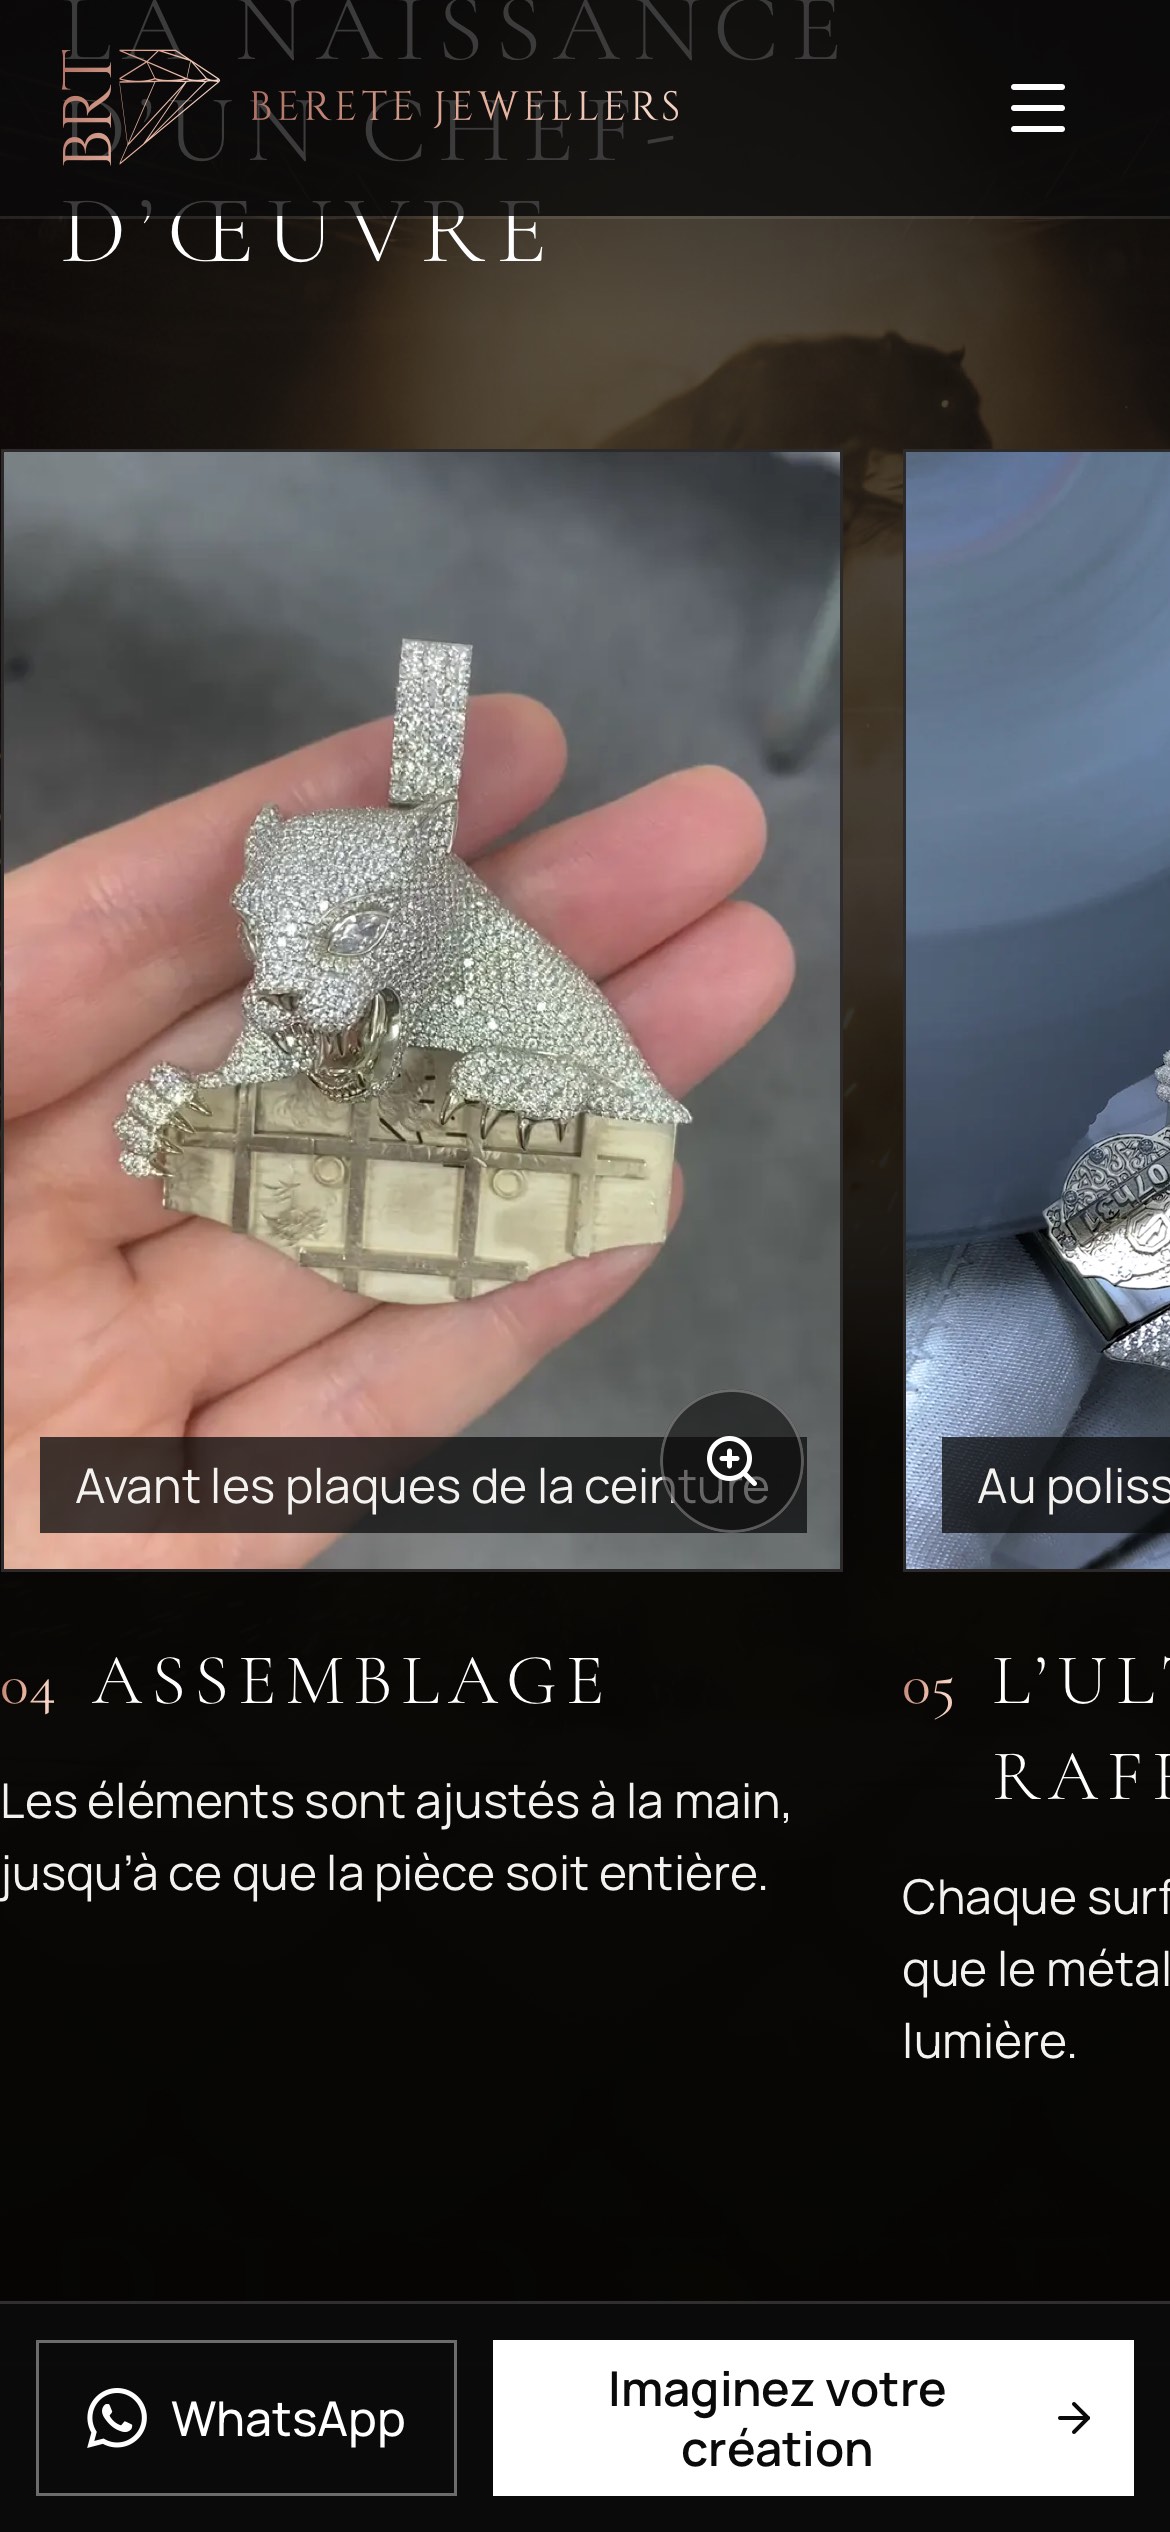 LA NAISSANCE
D’UN CHEF-
D’ŒUVRE
BRT
BERETE JEWELLERS
Avant les plaques de la ceinture
Au poliss
04 ASSEMBLAGE
Les éléments sont ajustés à la main,
jusqu’à ce que la pièce soit entière.
05 L’ULT
RAFF
Chaque surf
que le métal
lumière.
WhatsApp
Imaginez votre
création